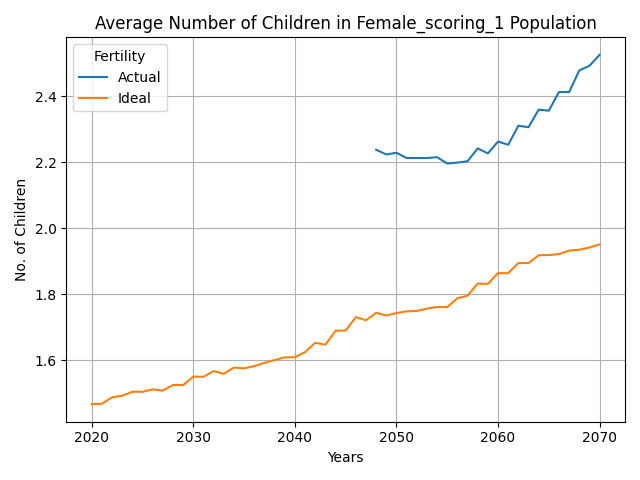 Average Number of Children in Female_scoring_1 Population
Fertility
Actual
Ideal
No. of Children
2.4
2.2
2.0
1.8
1.6
2020 2030 2040 2050 2060 2070
Years